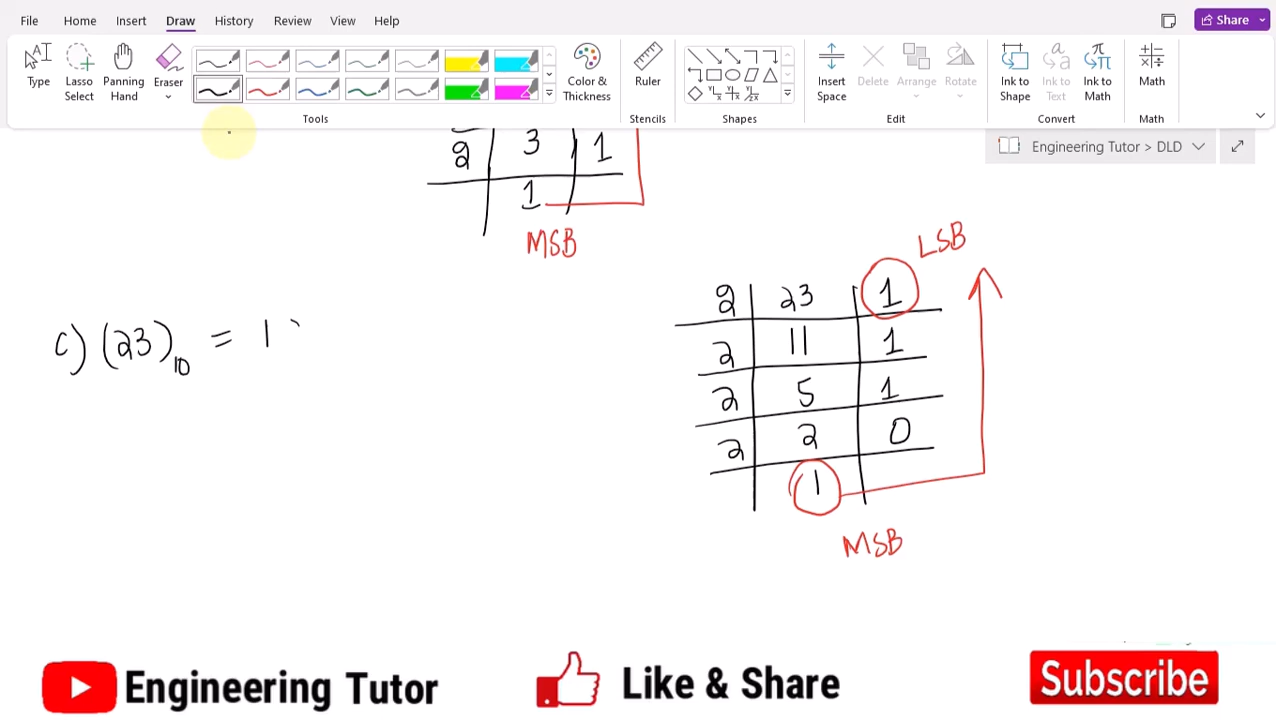 File Home Insert Draw History Review View Help Share
Type Lasso Select Panning Hand Eraser Color & Thickness Ruler Insert Space Delete Arrange Rotate Ink to Shape Ink to Text Ink to Math Math
Tools Stencils Shapes Edit Convert Math
Engineering Tutor > DLD
2 3 1
1
MSB
LSB
2 23 1
c) (23)10 = 1
2 11 1
2 5 1
2 2 0
1
MSB
Engineering Tutor Like & Share Subscribe